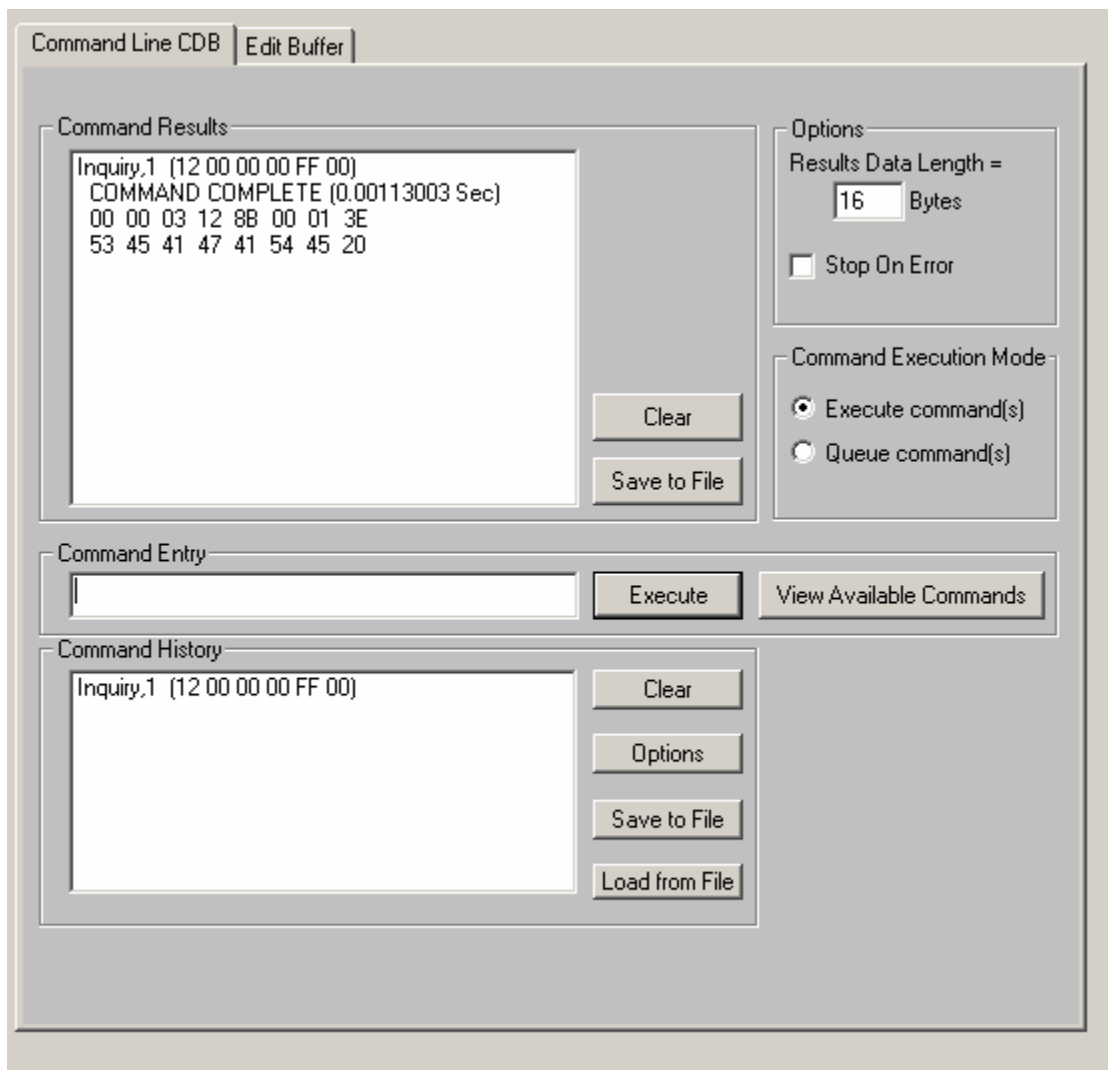 Command Line CDB
Edit Buffer
Command Results
Inquiry,1 (12 00 00 00 FF 00)
COMMAND COMPLETE (0.00113003 Sec)
00 00 03 12 8B 00 01 3E
53 45 41 47 41 54 45 20
Clear
Save to File
Options
Results Data Length =
16 Bytes
Stop On Error
Command Execution Mode
Execute command(s)
Queue command(s)
Command Entry
Execute
View Available Commands
Command History
Inquiry,1 (12 00 00 00 FF 00)
Clear
Options
Save to File
Load from File